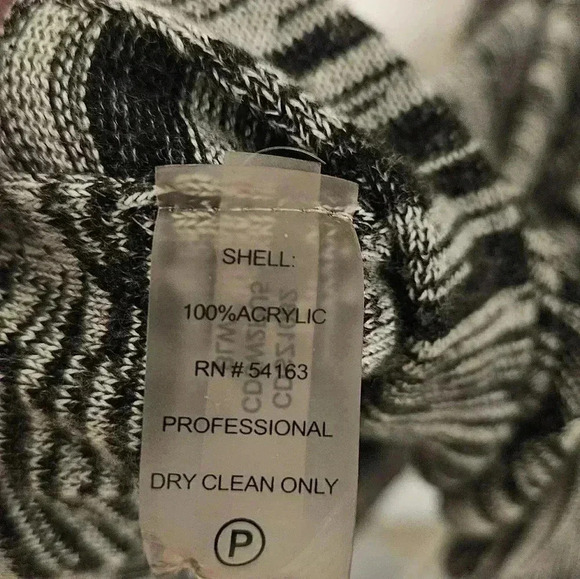 SHELL:
100%ACRYLIC
RN # 54163
PROFESSIONAL
DRY CLEAN ONLY
P